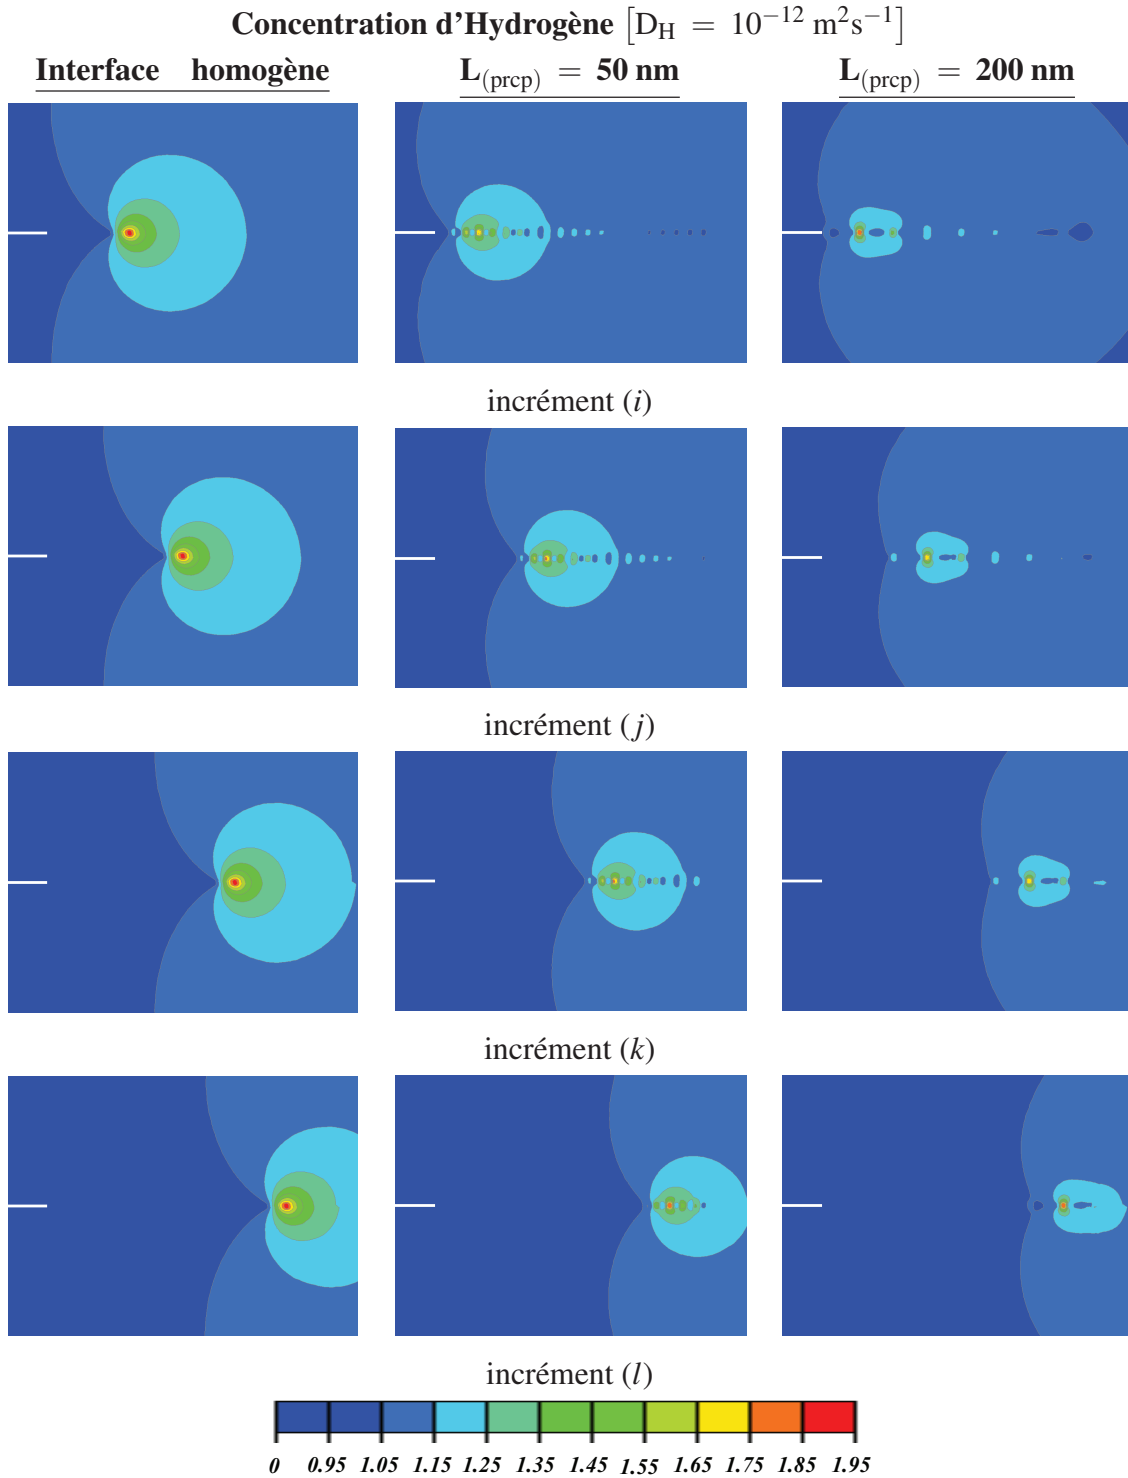 Concentration d'Hydrogène [D_H = 10^{-12} m^2s^{-1}]
Interface homogène
L_(prcp) = 50 nm
L_(prcp) = 200 nm
incrément (i)
incrément (j)
incrément (k)
incrément (l)
0 0.95 1.05 1.15 1.25 1.35 1.45 1.55 1.65 1.75 1.85 1.95